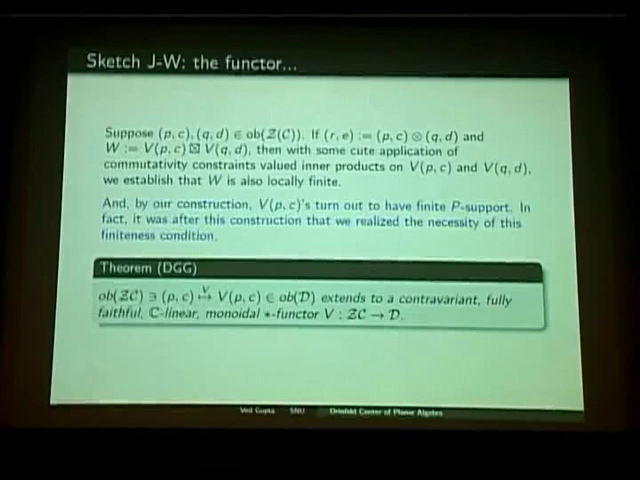 Sketch J-W: the functor...
Suppose (p, c), (q, d) ∈ ob(𝒵(𝒞)). If (r, e) := (p, c) ⊗ (q, d) and
W := V(p, c) ⊠ V(q, d), then with some cute application of
commutativity constraints valued inner products on V(p, c) and V(q, d),
we establish that W is also locally finite.
And, by our construction, V(p, c)'s turn out to have finite P-support. In
fact, it was after this construction that we realized the necessity of this
finiteness condition.
Theorem (DGG)
ob(𝒵𝒞) ∋ (p, c) ↦ᵛ V(p, c) ∈ ob(𝒟) extends to a contravariant, fully
faithful, ℂ-linear, monoidal *-functor V : 𝒵𝒞 → 𝒟.
Ved Gupta SNU Drinfeld Center of Planar Algebra